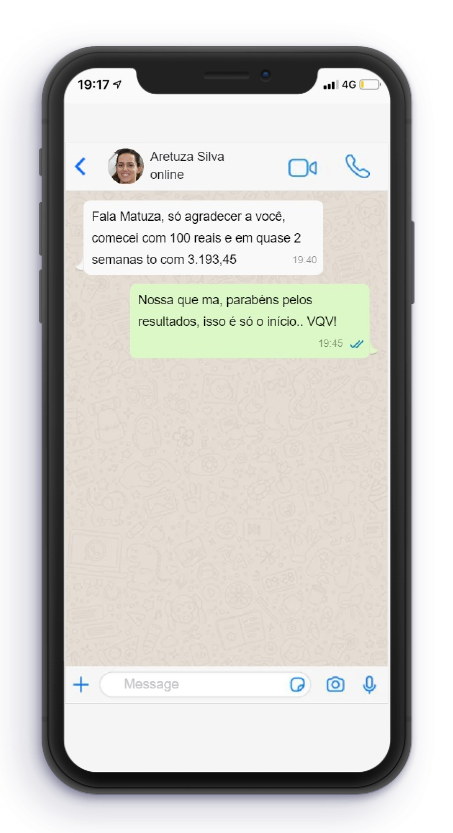 19:17
4G
Aretuza Silva
online
Fala Matuza, só agradecer a você,
comecei com 100 reais e em quase 2
semanas to com 3.193,45
19:40
Nossa que ma, parabéns pelos
resultados, isso é só o início.. VQV!
19:45
Message